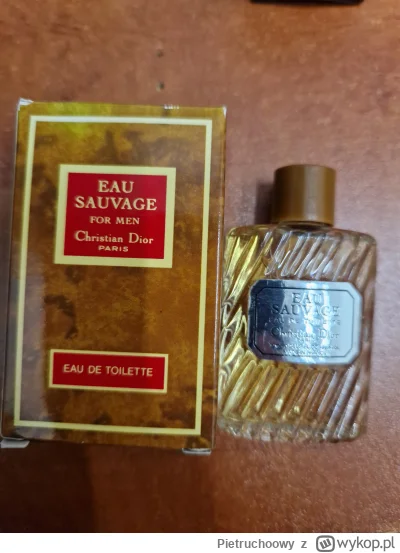 EAU
SAUVAGE
FOR MEN
Christian Dior
PARIS
EAU DE TOILETTE
EAU
SAUVAGE
Christian Dior
Pietruchoowy z wykop.pl